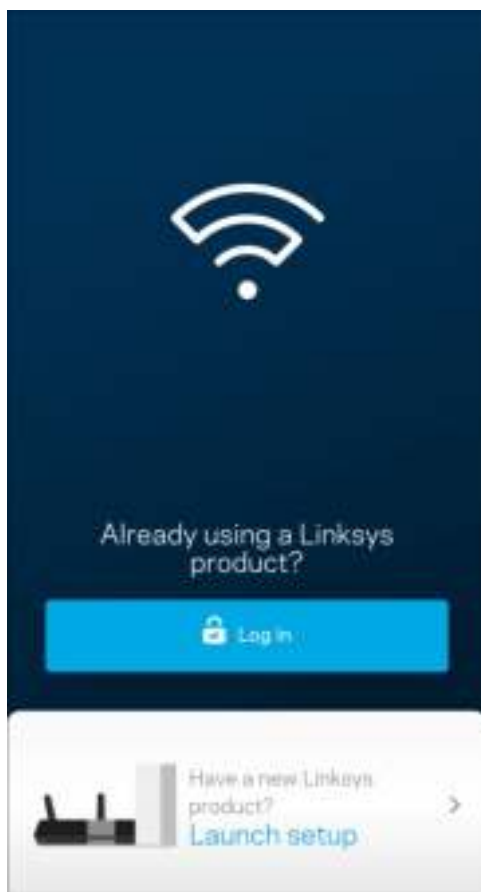 Already using a Linksys
product?
Log in
Have a new Linksys
product?
Launch setup